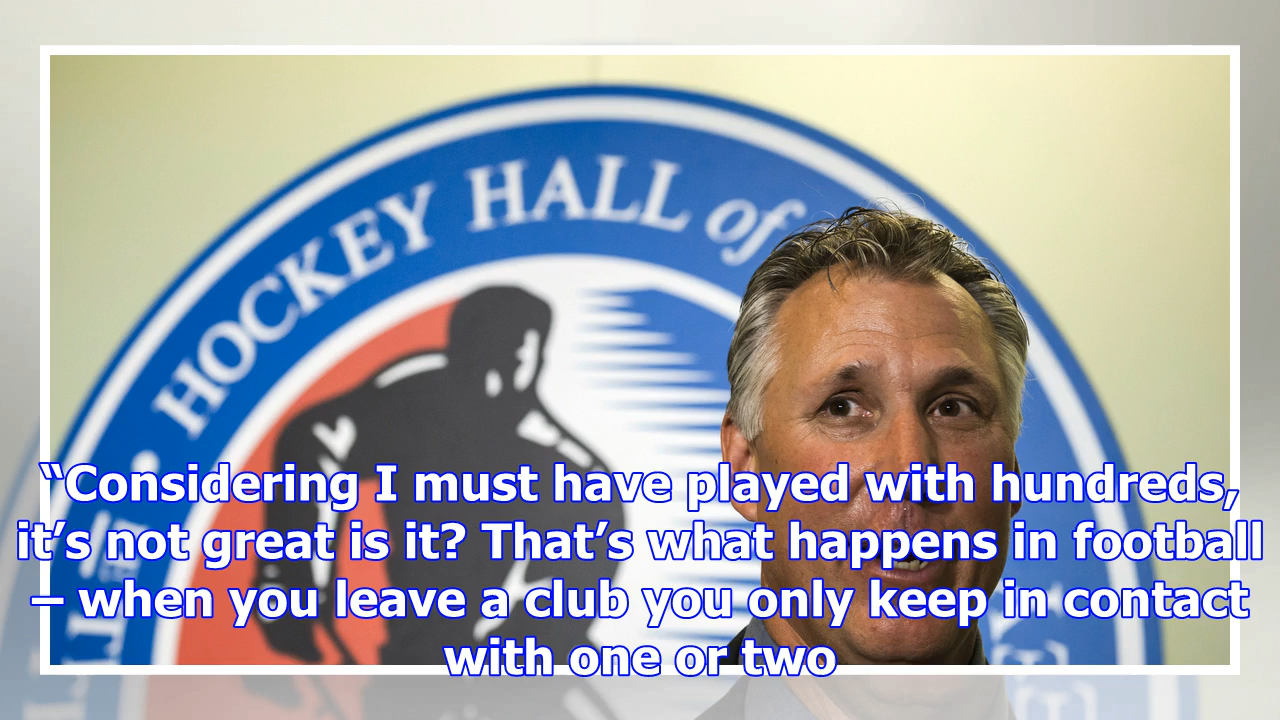 HOCKEY HALL of
“Considering I must have played with hundreds,
it’s not great is it? That’s what happens in football
– when you leave a club you only keep in contact
with one or two